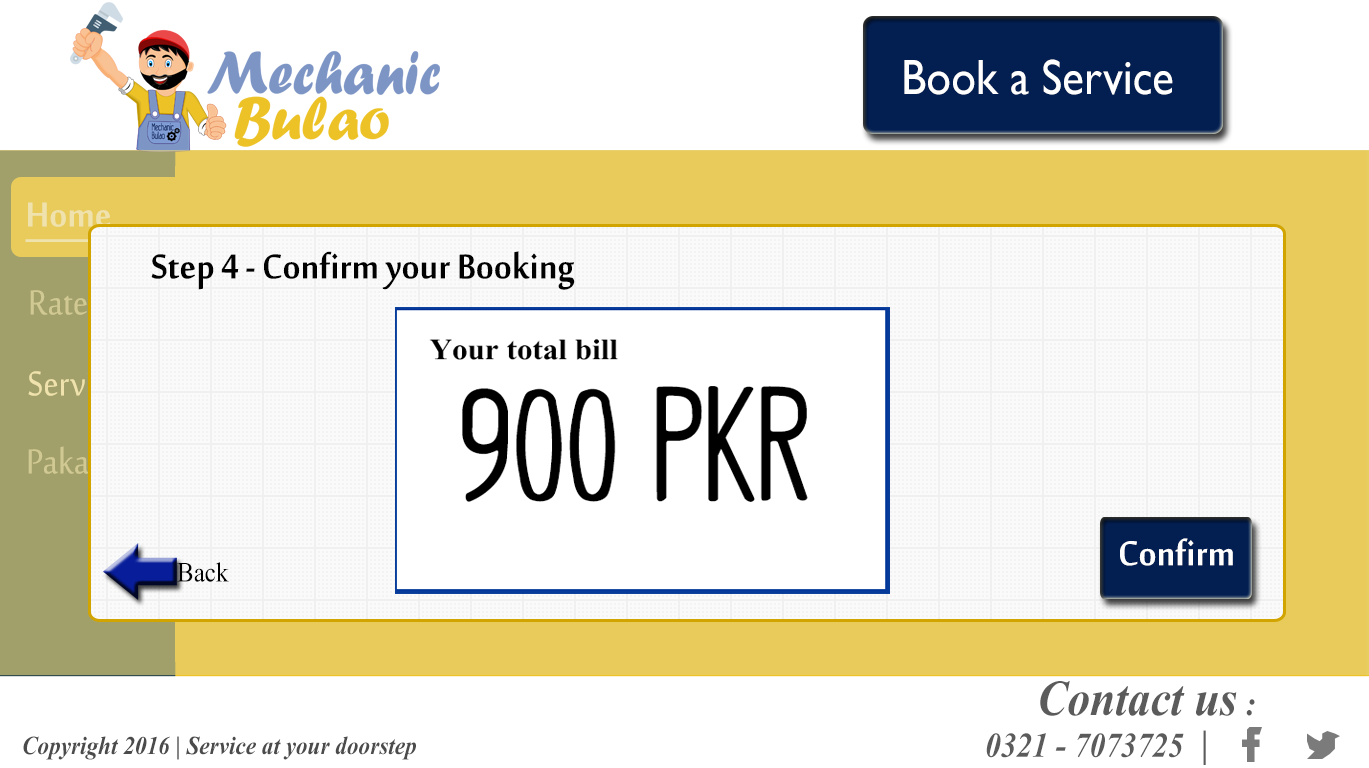 Mechanic
Bulao
Mechanic
Bulao
Book a Service
Home
Rate
Serv
Paka
Step 4 - Confirm your Booking
Your total bill
900 PKR
Back
Confirm
Contact us :
0321 - 7073725 |
Copyright 2016 | Service at your doorstep